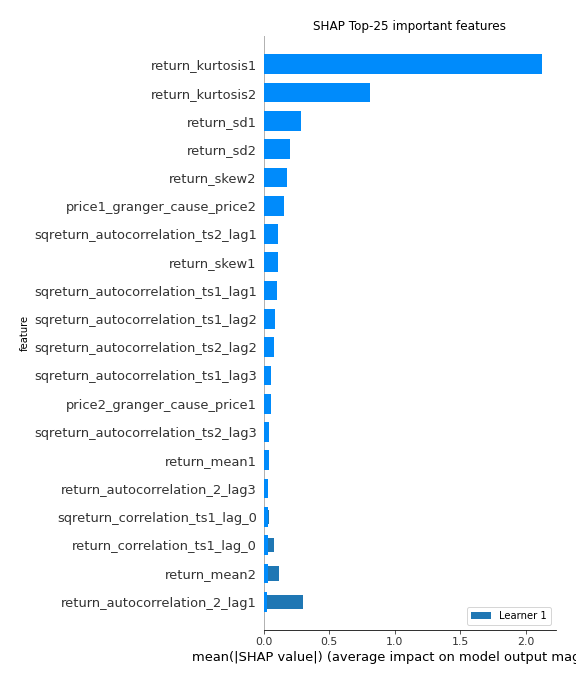 SHAP Top-25 important features
return_kurtosis1
return_kurtosis2
return_sd1
return_sd2
return_skew2
price1_granger_cause_price2
sqreturn_autocorrelation_ts2_lag1
return_skew1
sqreturn_autocorrelation_ts1_lag1
sqreturn_autocorrelation_ts1_lag2
sqreturn_autocorrelation_ts2_lag2
sqreturn_autocorrelation_ts1_lag3
price2_granger_cause_price1
sqreturn_autocorrelation_ts2_lag3
return_mean1
return_autocorrelation_2_lag3
sqreturn_correlation_ts1_lag_0
return_correlation_ts1_lag_0
return_mean2
return_autocorrelation_2_lag1
feature
Learner 1
0.0 0.5 1.0 1.5 2.0
mean(|SHAP value|) (average impact on model output mag